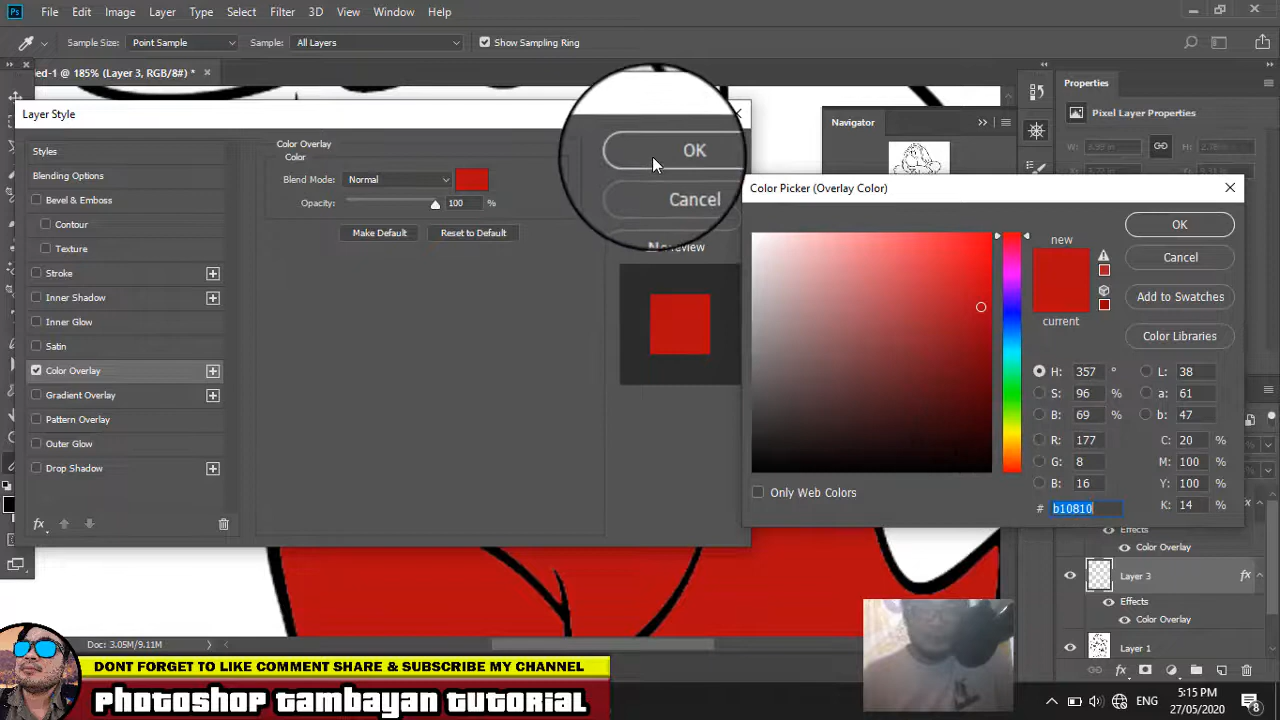 Ps File Edit Image Layer Type Select Filter 3D View Window Help
Sample Size: Point Sample Sample: All Layers Show Sampling Ring
ed-1 @ 185% (Layer 3, RGB/8#) *
Properties
Pixel Layer Properties
Layer Style
Navigator
Styles
Blending Options
Bevel & Emboss
Contour
Texture
Stroke
Inner Shadow
Inner Glow
Satin
Color Overlay
Gradient Overlay
Pattern Overlay
Outer Glow
Drop Shadow
fx
Color Overlay
Color
Blend Mode: Normal
Opacity: 100 %
Make Default Reset to Default
OK
Cancel
Color Picker (Overlay Color)
new
current
OK
Cancel
Add to Swatches
Color Libraries
H: 357 °
S: 96 %
B: 69 %
R: 177
G: 8
B: 16
# b10810
L: 38
a: 61
b: 47
C: 20 %
M: 100 %
Y: 100 %
K: 14 %
Only Web Colors
Effects
Color Overlay
Layer 3 fx
Effects
Color Overlay
Layer 1
Doc: 3.05M/9.11M
DONT FORGET TO LIKE COMMENT SHARE & SUBSCRIBE MY CHANNEL
PHOTOSHOP TAMBAYAN TUTORIAL
ENG
5:15 PM
27/05/2020
8